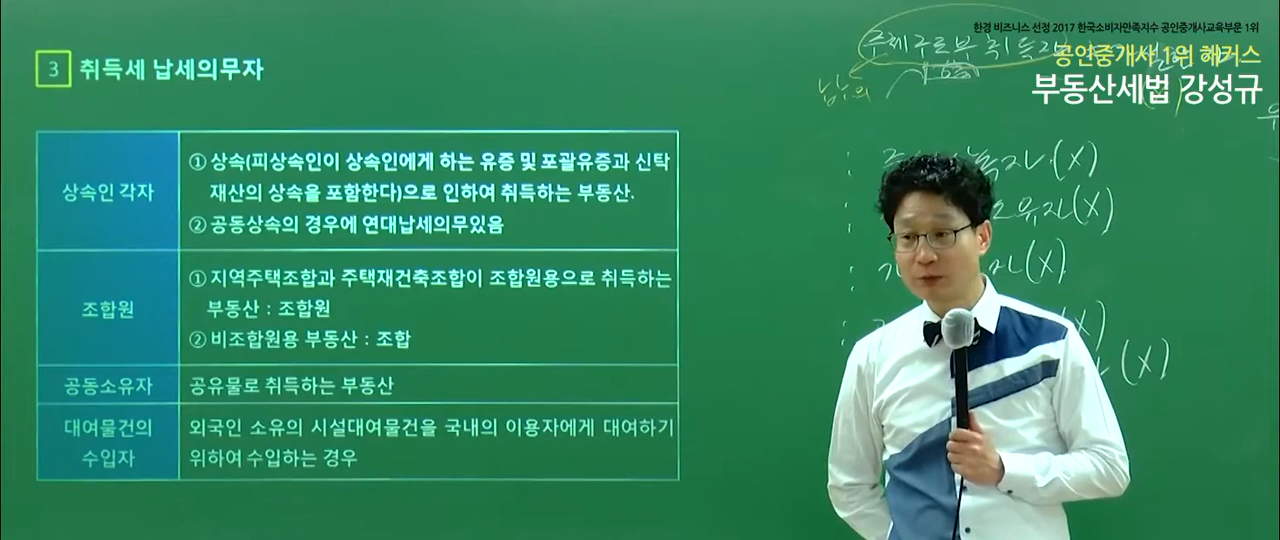 한경 비즈니스 선정 2017 한국소비자만족지수 공인중개사교육부문 1위
공인중개사 1위 해커스
부동산세법 강성규
3 취득세 납세의무자
상속인 각자
① 상속(피상속인이 상속인에게 하는 유증 및 포괄유증과 신탁
재산의 상속을 포함한다)으로 인하여 취득하는 부동산.
② 공동상속의 경우에 연대납세의무있음
조합원
① 지역주택조합과 주택재건축조합이 조합원용으로 취득하는
부동산 : 조합원
② 비조합원용 부동산 : 조합
공동소유자
공유물로 취득하는 부동산
대여물건의
수입자
외국인 소유의 시설대여물건을 국내의 이용자에게 대여하기
위하여 수입하는 경우
(X)
(X)
(X)
(X)